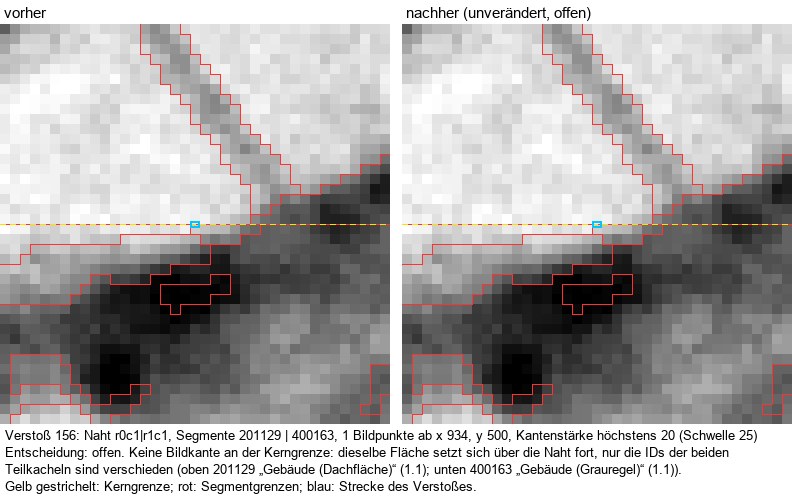 vorher
nachher (unverändert, offen)
Verstoß 156: Naht r0c1|r1c1, Segmente 201129 | 400163, 1 Bildpunkte ab x 934, y 500, Kantenstärke höchstens 20 (Schwelle 25)
Entscheidung: offen. Keine Bildkante an der Kerngrenze: dieselbe Fläche setzt sich über die Naht fort, nur die IDs der beiden
Teilkacheln sind verschieden (oben 201129 „Gebäude (Dachfläche)“ (1.1); unten 400163 „Gebäude (Grauregel)“ (1.1)).
Gelb gestrichelt: Kerngrenze; rot: Segmentgrenzen; blau: Strecke des Verstoßes.